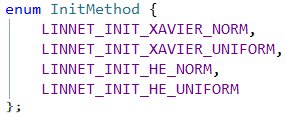 enum InitMethod {
    LINNET_INIT_XAVIER_NORM,
    LINNET_INIT_XAVIER_UNIFORM,
    LINNET_INIT_HE_NORM,
    LINNET_INIT_HE_UNIFORM
};